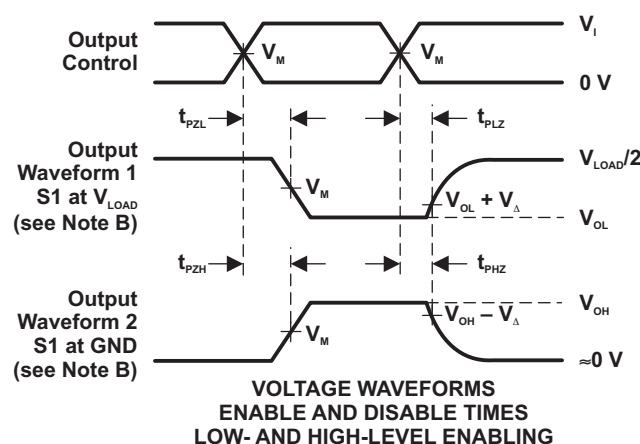 Output
Control
V_M
V_M
V_I
0 V
t_PZL
t_PLZ
Output
Waveform 1
S1 at V_LOAD
(see Note B)
V_M
V_LOAD/2
V_OL + V_Δ
V_OL
t_PZH
t_PHZ
Output
Waveform 2
S1 at GND
(see Note B)
V_M
V_OH
V_OH – V_Δ
≈0 V
VOLTAGE WAVEFORMS
ENABLE AND DISABLE TIMES
LOW- AND HIGH-LEVEL ENABLING